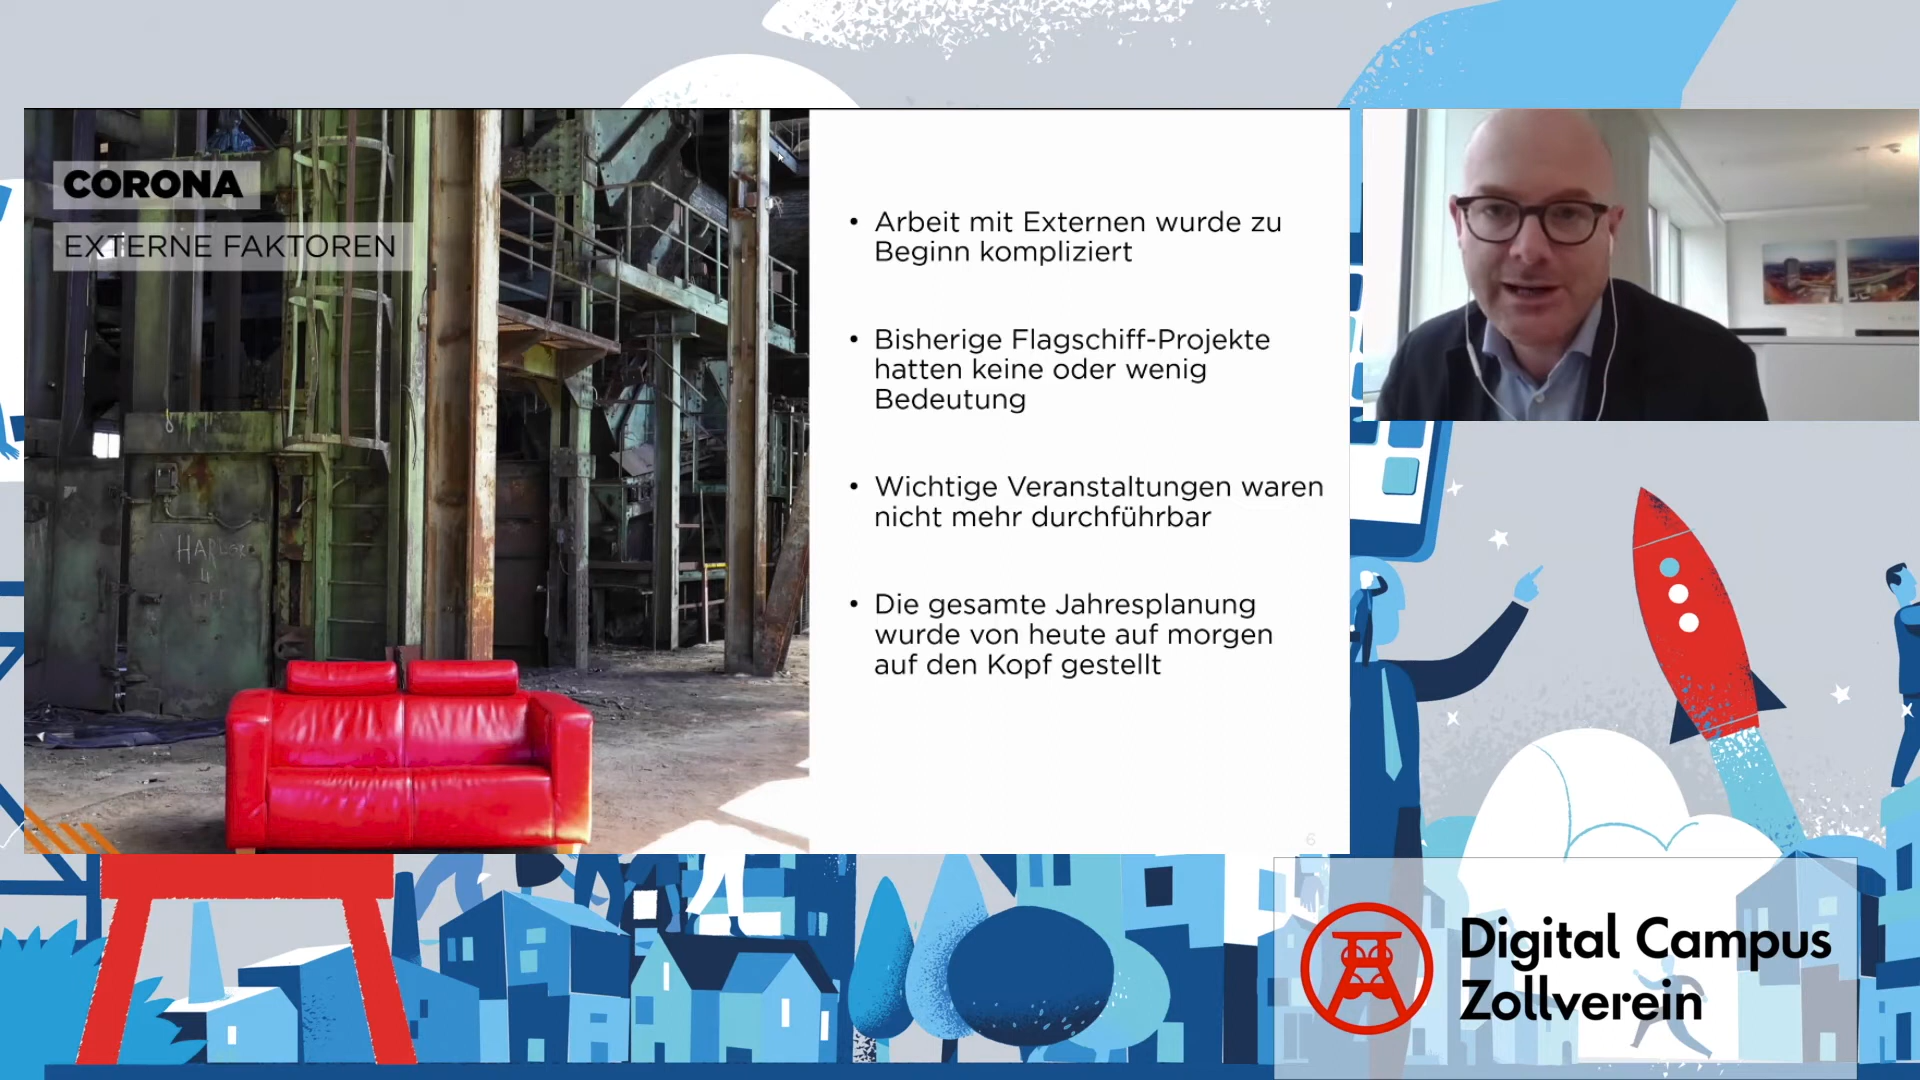 CORONA
EXTERNE FAKTOREN
• Arbeit mit Externen wurde zu
Beginn kompliziert
• Bisherige Flagschiff-Projekte
hatten keine oder wenig
Bedeutung
• Wichtige Veranstaltungen waren
nicht mehr durchführbar
• Die gesamte Jahresplanung
wurde von heute auf morgen
auf den Kopf gestellt
6
Digital Campus
Zollverein